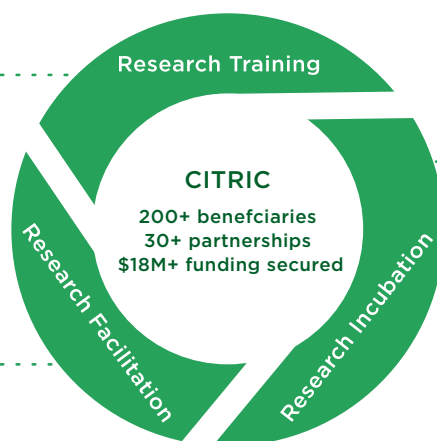 Research Training
CITRIC
200+ benefciaries
30+ partnerships
$18M+ funding secured
Research Facilitation
Research Incubation